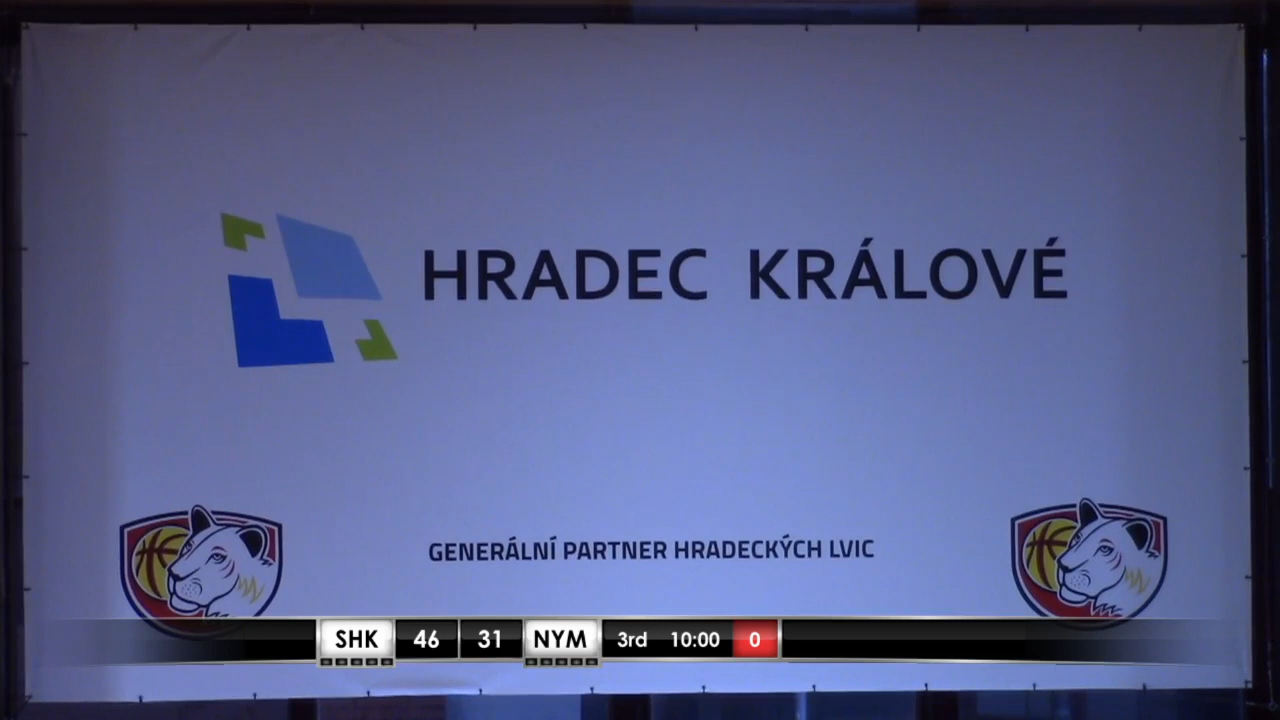 HRADEC KRÁLOVÉ
GENERÁLNÍ PARTNER HRADECKÝCH LVIC
SHK 46 31 NYM 3rd 10:00 0